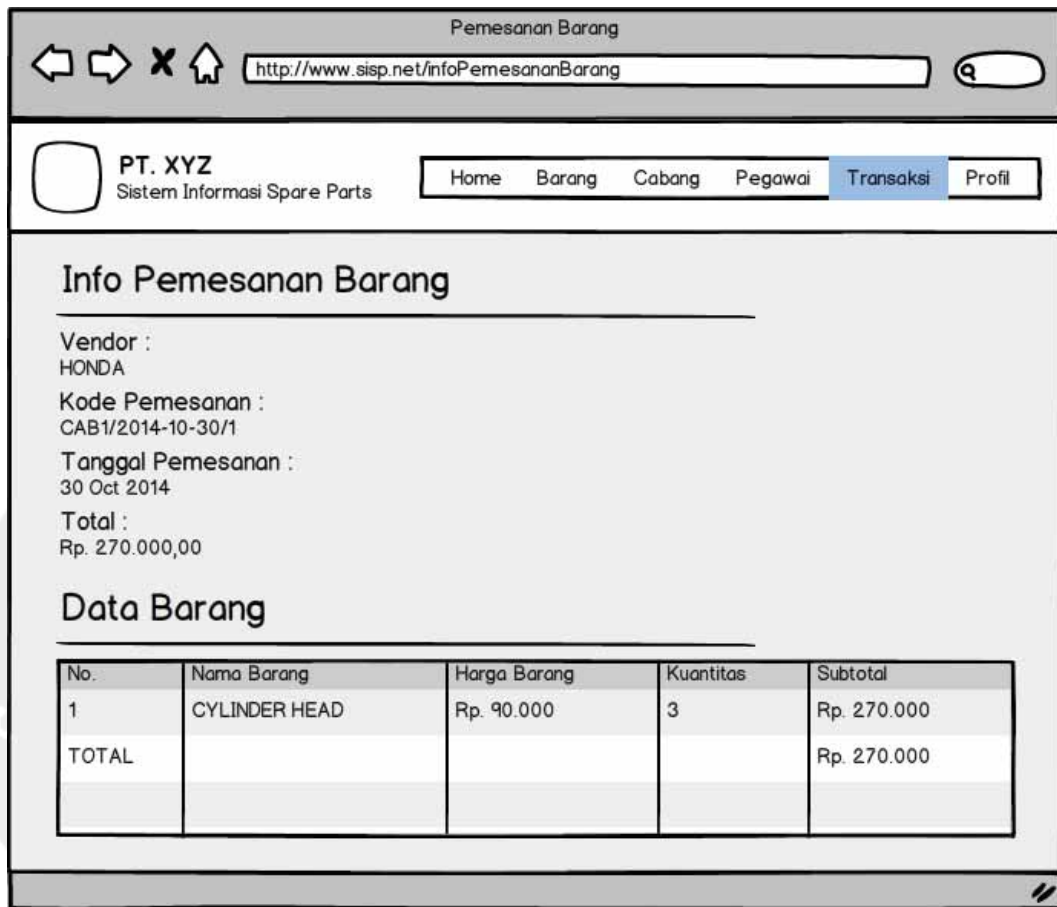 Pemesanan Barang
http://www.sisp.net/infoPemesananBarang
PT. XYZ
Sistem Informasi Spare Parts
Home Barang Cabang Pegawai Transaksi Profil
Info Pemesanan Barang
Vendor :
HONDA
Kode Pemesanan :
CAB1/2014-10-30/1
Tanggal Pemesanan :
30 Oct 2014
Total :
Rp. 270.000,00
Data Barang
No. Nama Barang Harga Barang Kuantitas Subtotal
1 CYLINDER HEAD Rp. 90.000 3 Rp. 270.000
TOTAL Rp. 270.000